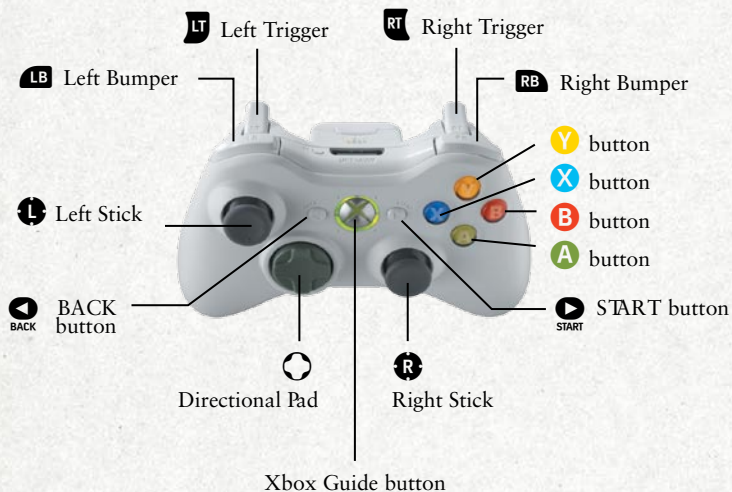 LT Left Trigger
RT Right Trigger
LB Left Bumper
RB Right Bumper
Y button
X button
B button
A button
L Left Stick
BACK
BACK button
START
START button
Directional Pad
R
Right Stick
Xbox Guide button
Y
X
B
A